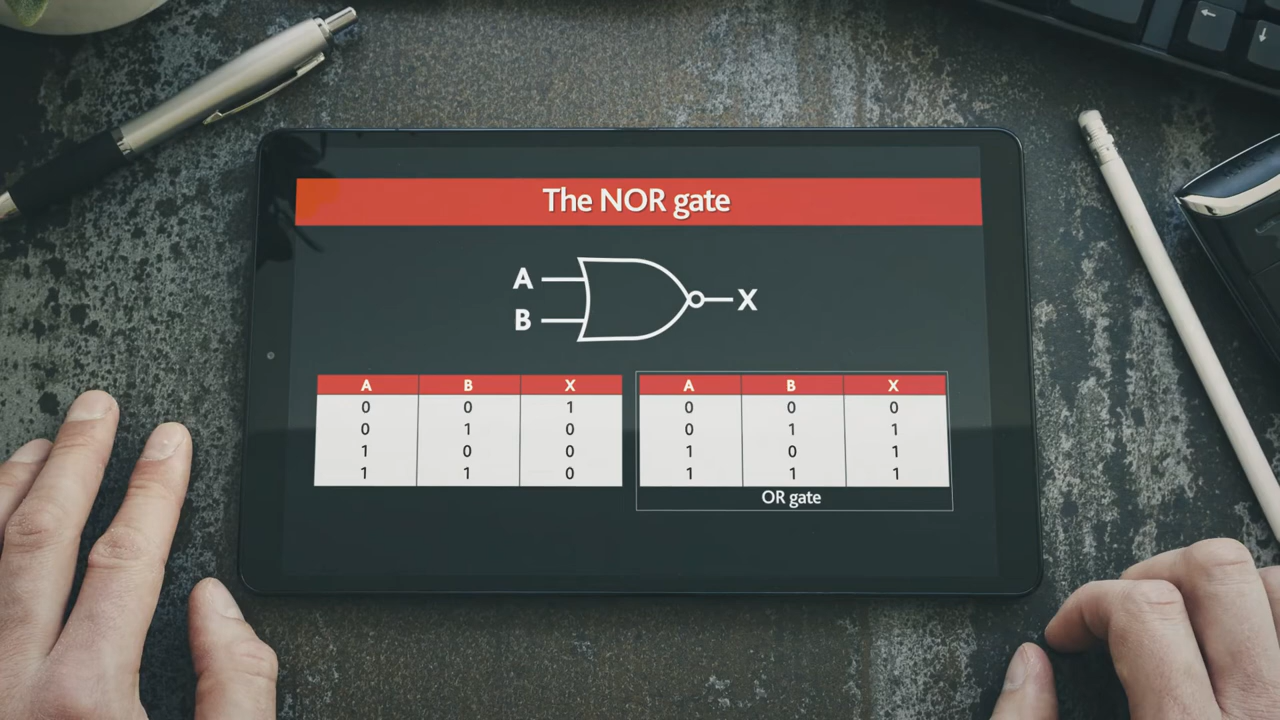 The NOR gate
A
B
X
A B X
0 0 1
0 1 0
1 0 0
1 1 0
A B X
0 0 0
0 1 1
1 0 1
1 1 1
OR gate